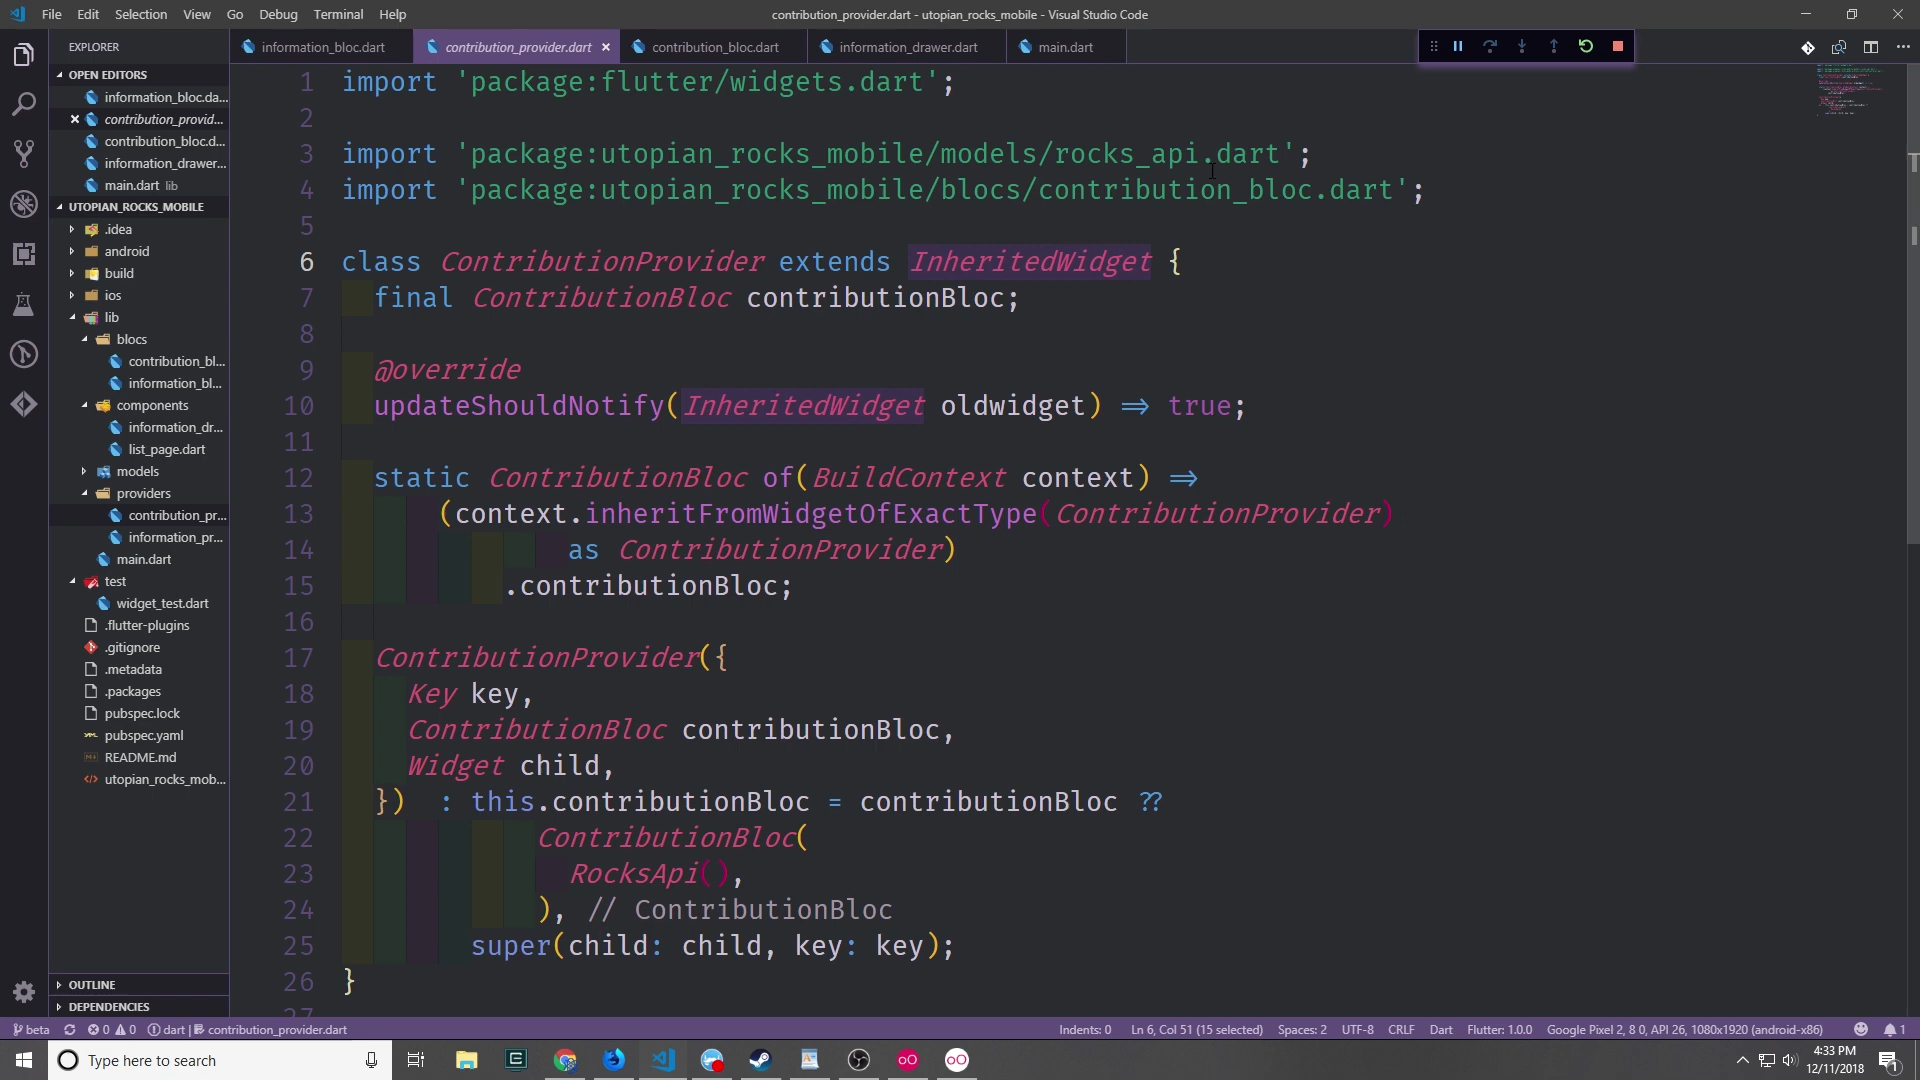 File Edit Selection View Go Debug Terminal Help
contribution_provider.dart - utopian_rocks_mobile - Visual Studio Code
EXPLORER
information_bloc.dart
contribution_provider.dart
contribution_bloc.dart
information_drawer.dart
main.dart
OPEN EDITORS
information_bloc.da...
contribution_provid...
contribution_bloc.d...
information_drawer...
main.dart lib
UTOPIAN_ROCKS_MOBILE
.idea
android
build
ios
lib
blocs
contribution_bl...
information_bl...
components
information_dr...
list_page.dart
models
providers
contribution_pr...
information_pr...
main.dart
test
widget_test.dart
.flutter-plugins
.gitignore
.metadata
.packages
pubspec.lock
pubspec.yaml
README.md
utopian_rocks_mob...
OUTLINE
DEPENDENCIES
1 import 'package:flutter/widgets.dart';
2
3 import 'package:utopian_rocks_mobile/models/rocks_api.dart';
4 import 'package:utopian_rocks_mobile/blocs/contribution_bloc.dart';
5
6 class ContributionProvider extends InheritedWidget {
7 final ContributionBloc contributionBloc;
8
9 @override
10 updateShouldNotify(InheritedWidget oldwidget) => true;
11
12 static ContributionBloc of(BuildContext context) =>
13 (context.inheritFromWidgetOfExactType(ContributionProvider)
14 as ContributionProvider)
15 .contributionBloc;
16
17 ContributionProvider({
18 Key key,
19 ContributionBloc contributionBloc,
20 Widget child,
21 }) : this.contributionBloc = contributionBloc ??
22 ContributionBloc(
23 RocksApi(),
24 ), // ContributionBloc
25 super(child: child, key: key);
26 }
27
beta 0 0 dart | contribution_provider.dart
Indents: 0 Ln 6, Col 51 (15 selected) Spaces: 2 UTF-8 CRLF Dart Flutter: 1.0.0 Google Pixel 2, 8 0, API 26, 1080x1920 (android-x86) 1
Type here to search
4:33 PM
12/11/2018
1